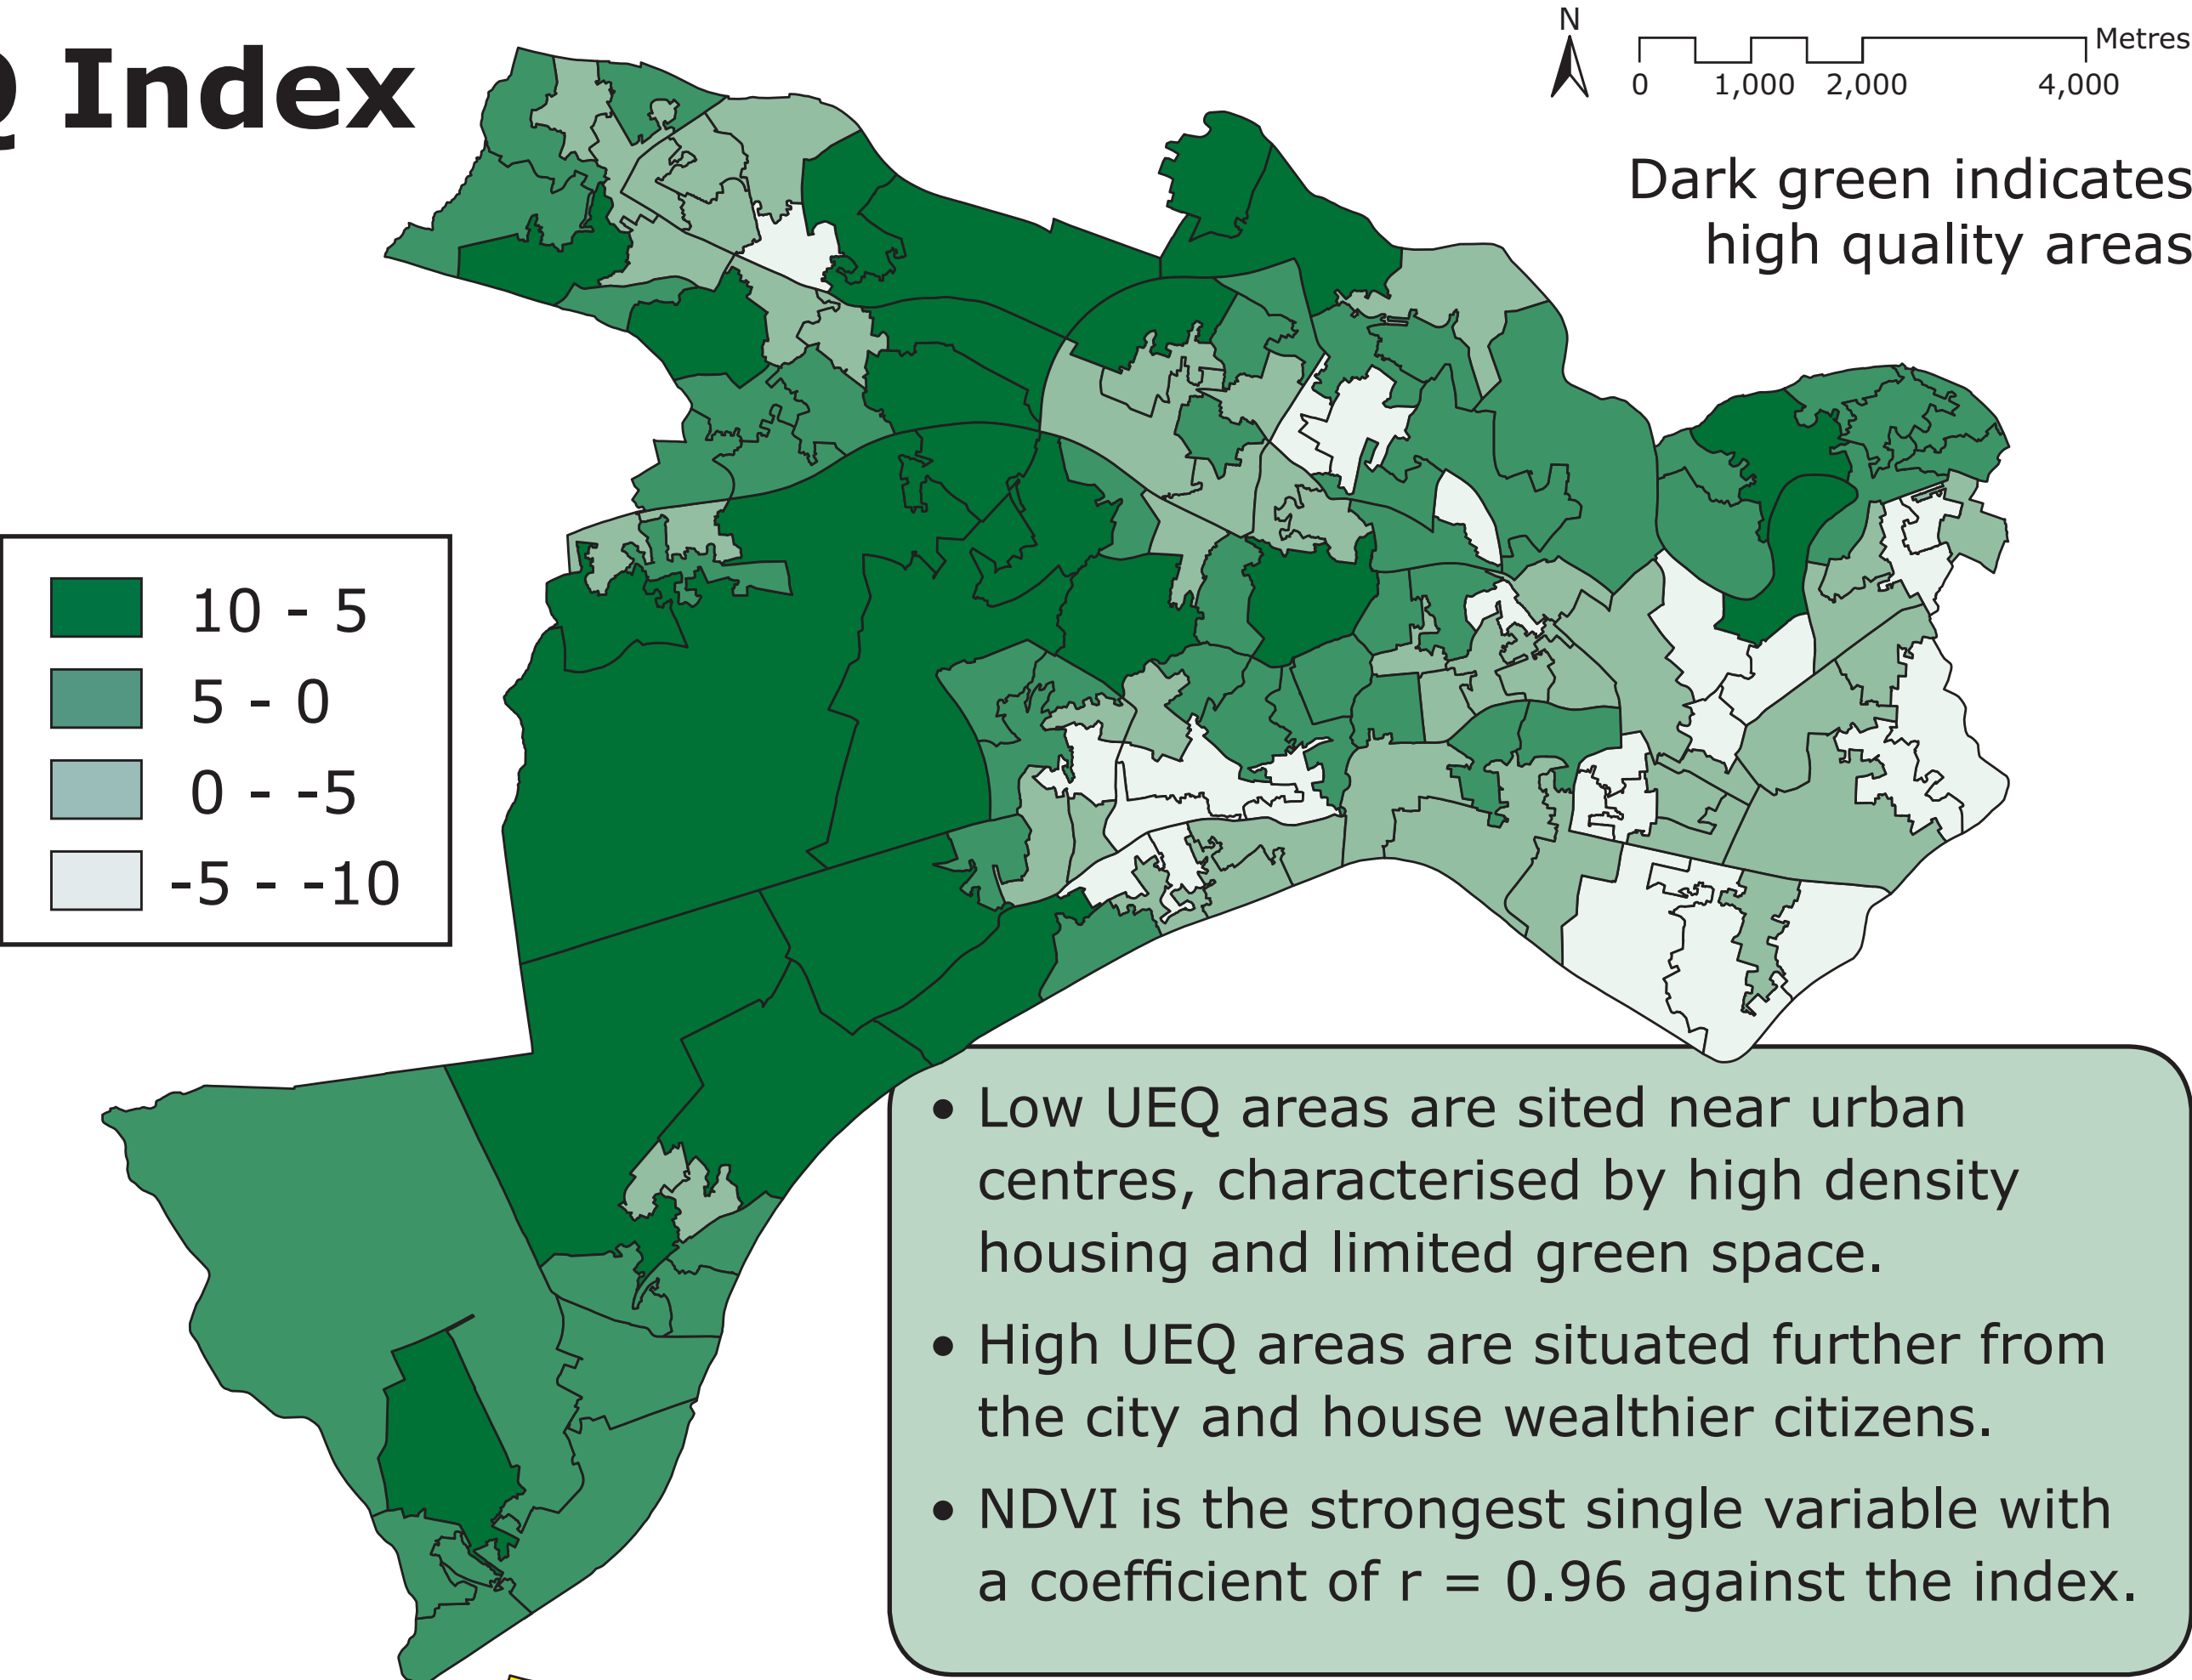 Q Index
N
Metres
0 1,000 2,000 4,000
Dark green indicates
high quality areas
10 - 5
5 - 0
0 - -5
-5 - -10
• Low UEQ areas are sited near urban
centres, characterised by high density
housing and limited green space.
• High UEQ areas are situated further from
the city and house wealthier citizens.
• NDVI is the strongest single variable with
a coefficient of r = 0.96 against the index.